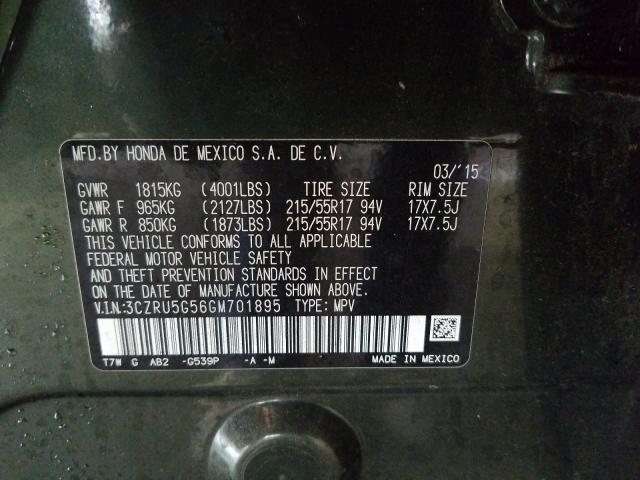 MFD.BY HONDA DE MEXICO S.A. DE C.V.
03/'15
GVWR 1815KG (4001LBS) TIRE SIZE RIM SIZE
GAWR F 965KG (2127LBS) 215/55R17 94V 17X7.5J
GAWR R 850KG (1873LBS) 215/55R17 94V 17X7.5J
THIS VEHICLE CONFORMS TO ALL APPLICABLE
FEDERAL MOTOR VEHICLE SAFETY
AND THEFT PREVENTION STANDARDS IN EFFECT
ON THE DATE OF MANUFACTURE SHOWN ABOVE.
V.I.N:3CZRU5G56GM701895 TYPE: MPV
T7W G AB2 -G539P -A -M MADE IN MEXICO